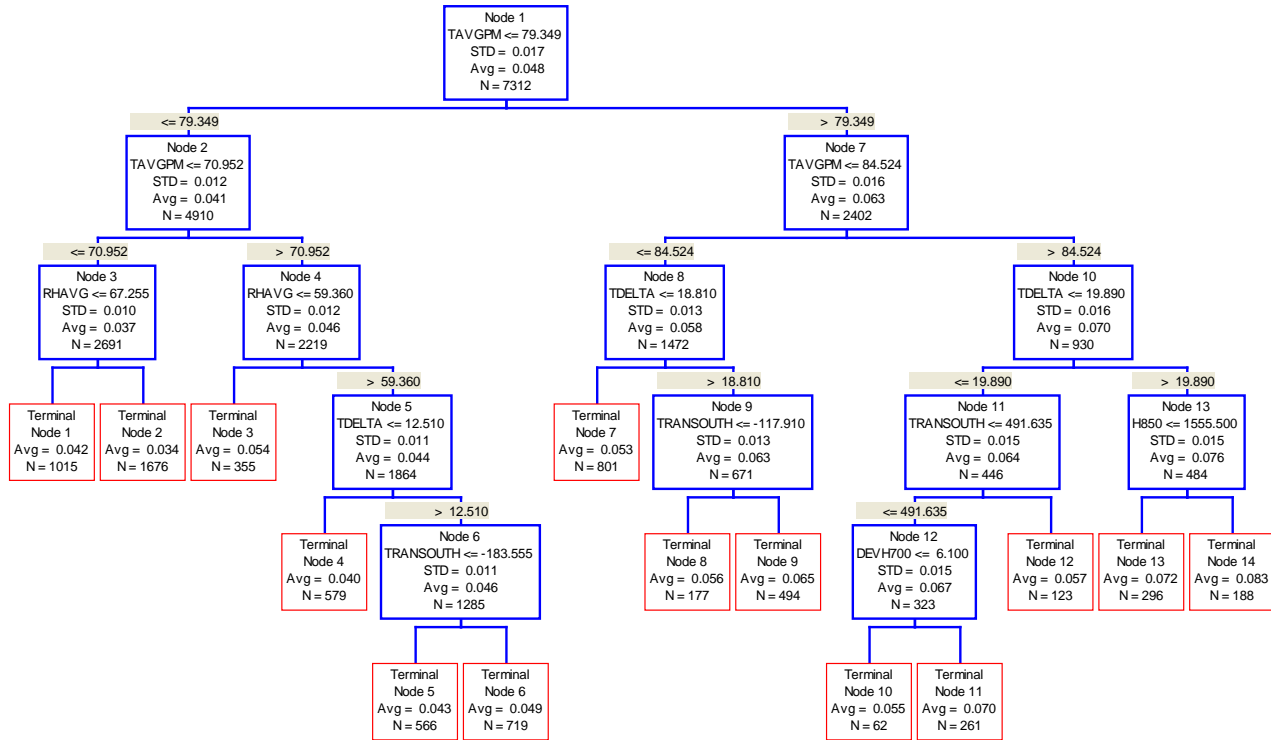 Node 1
TAVGPM <= 79.349
STD = 0.017
Avg = 0.048
N = 7312
<= 79.349
> 79.349
Node 2
TAVGPM <= 70.952
STD = 0.012
Avg = 0.041
N = 4910
Node 7
TAVGPM <= 84.524
STD = 0.016
Avg = 0.063
N = 2402
<= 70.952
> 70.952
<= 84.524
> 84.524
Node 3
RHAVG <= 67.255
STD = 0.010
Avg = 0.037
N = 2691
Node 4
RHAVG <= 59.360
STD = 0.012
Avg = 0.046
N = 2219
Node 8
TDELTA <= 18.810
STD = 0.013
Avg = 0.058
N = 1472
Node 10
TDELTA <= 19.890
STD = 0.016
Avg = 0.070
N = 930
> 59.360
> 18.810
<= 19.890
> 19.890
Terminal
Node 1
Avg = 0.042
N = 1015
Terminal
Node 2
Avg = 0.034
N = 1676
Terminal
Node 3
Avg = 0.054
N = 355
Node 5
TDELTA <= 12.510
STD = 0.011
Avg = 0.044
N = 1864
Terminal
Node 7
Avg = 0.053
N = 801
Node 9
TRANSOUTH <= -117.910
STD = 0.013
Avg = 0.063
N = 671
Node 11
TRANSOUTH <= 491.635
STD = 0.015
Avg = 0.064
N = 446
Node 13
H850 <= 1555.500
STD = 0.015
Avg = 0.076
N = 484
> 12.510
<= 491.635
Terminal
Node 4
Avg = 0.040
N = 579
Node 6
TRANSOUTH <= -183.555
STD = 0.011
Avg = 0.046
N = 1285
Terminal
Node 8
Avg = 0.056
N = 177
Terminal
Node 9
Avg = 0.065
N = 494
Node 12
DEVH700 <= 6.100
STD = 0.015
Avg = 0.067
N = 323
Terminal
Node 12
Avg = 0.057
N = 123
Terminal
Node 13
Avg = 0.072
N = 296
Terminal
Node 14
Avg = 0.083
N = 188
Terminal
Node 5
Avg = 0.043
N = 566
Terminal
Node 6
Avg = 0.049
N = 719
Terminal
Node 10
Avg = 0.055
N = 62
Terminal
Node 11
Avg = 0.070
N = 261